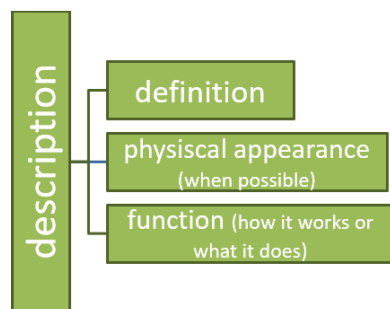 description
definition
physiscal appearance
(when possible)
function (how it works or
what it does)